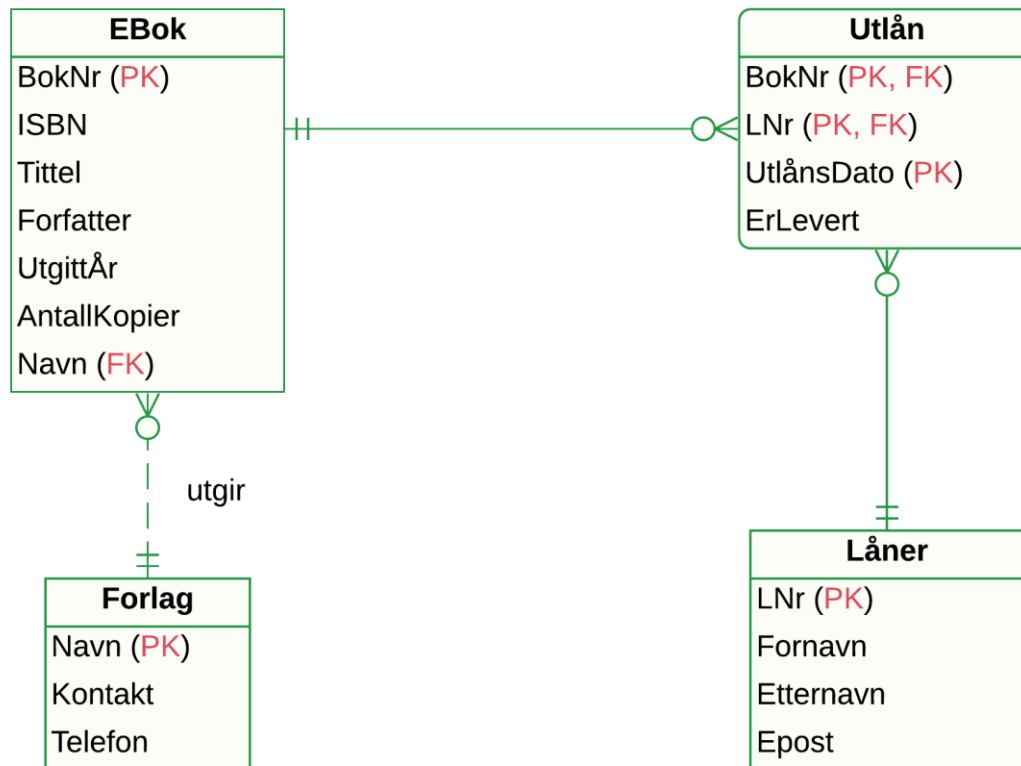 EBok
BokNr (PK)
ISBN
Tittel
Forfatter
UtgittÅr
AntallKopier
Navn (FK)
Utlån
BokNr (PK, FK)
LNr (PK, FK)
UtlånsDato (PK)
ErLevert
utgir
Forlag
Navn (PK)
Kontakt
Telefon
Låner
LNr (PK)
Fornavn
Etternavn
Epost